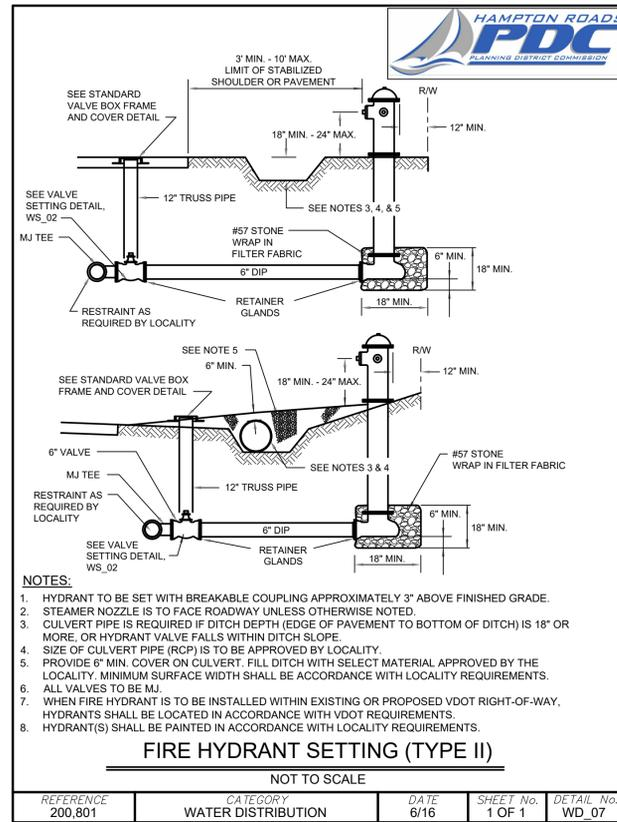 HAMPTON ROADS
PDC
PLANNING DISTRICT COMMISSION
3' MIN. - 10' MAX.
LIMIT OF STABILIZED
SHOULDER OR PAVEMENT
R/W
SEE STANDARD
VALVE BOX FRAME
AND COVER DETAIL
18" MIN. - 24" MAX.
12" MIN.
SEE VALVE
SETTING DETAIL,
WS_02
12" TRUSS PIPE
SEE NOTES 3, 4, & 5
MJ TEE
#57 STONE
WRAP IN
FILTER FABRIC
6" MIN.
18" MIN.
6" DIP
18" MIN.
RESTRAINT AS
REQUIRED BY LOCALITY
RETAINER
GLANDS
SEE NOTE 5
6" MIN.
R/W
12" MIN.
SEE STANDARD VALVE BOX
FRAME AND COVER DETAIL
18" MIN. - 24" MAX.
6" VALVE
MJ TEE
SEE NOTES 3 & 4
#57 STONE
WRAP IN FILTER FABRIC
12" TRUSS PIPE
RESTRAINT AS
REQUIRED BY
LOCALITY
6" MIN.
18" MIN.
6" DIP
SEE VALVE
SETTING DETAIL,
WS_02
RETAINER
GLANDS
18" MIN.
NOTES:
1. HYDRANT TO BE SET WITH BREAKABLE COUPLING APPROXIMATELY 3" ABOVE FINISHED GRADE.
2. STEAMER NOZZLE IS TO FACE ROADWAY UNLESS OTHERWISE NOTED.
3. CULVERT PIPE IS REQUIRED IF DITCH DEPTH (EDGE OF PAVEMENT TO BOTTOM OF DITCH) IS 18" OR
MORE, OR HYDRANT VALVE FALLS WITHIN DITCH SLOPE.
4. SIZE OF CULVERT PIPE (RCP) IS TO BE APPROVED BY LOCALITY.
5. PROVIDE 6" MIN. COVER ON CULVERT. FILL DITCH WITH SELECT MATERIAL APPROVED BY THE
LOCALITY. MINIMUM SURFACE WIDTH SHALL BE ACCORDANCE WITH LOCALITY REQUIREMENTS.
6. ALL VALVES TO BE MJ.
7. WHEN FIRE HYDRANT IS TO BE INSTALLED WITHIN EXISTING OR PROPOSED VDOT RIGHT-OF-WAY,
HYDRANTS SHALL BE LOCATED IN ACCORDANCE WITH VDOT REQUIREMENTS.
8. HYDRANT(S) SHALL BE PAINTED IN ACCORDANCE WITH LOCALITY REQUIREMENTS.
FIRE HYDRANT SETTING (TYPE II)
NOT TO SCALE
REFERENCE CATEGORY DATE SHEET No. DETAIL No.
200,801 WATER DISTRIBUTION 6/16 1 OF 1 WD_07